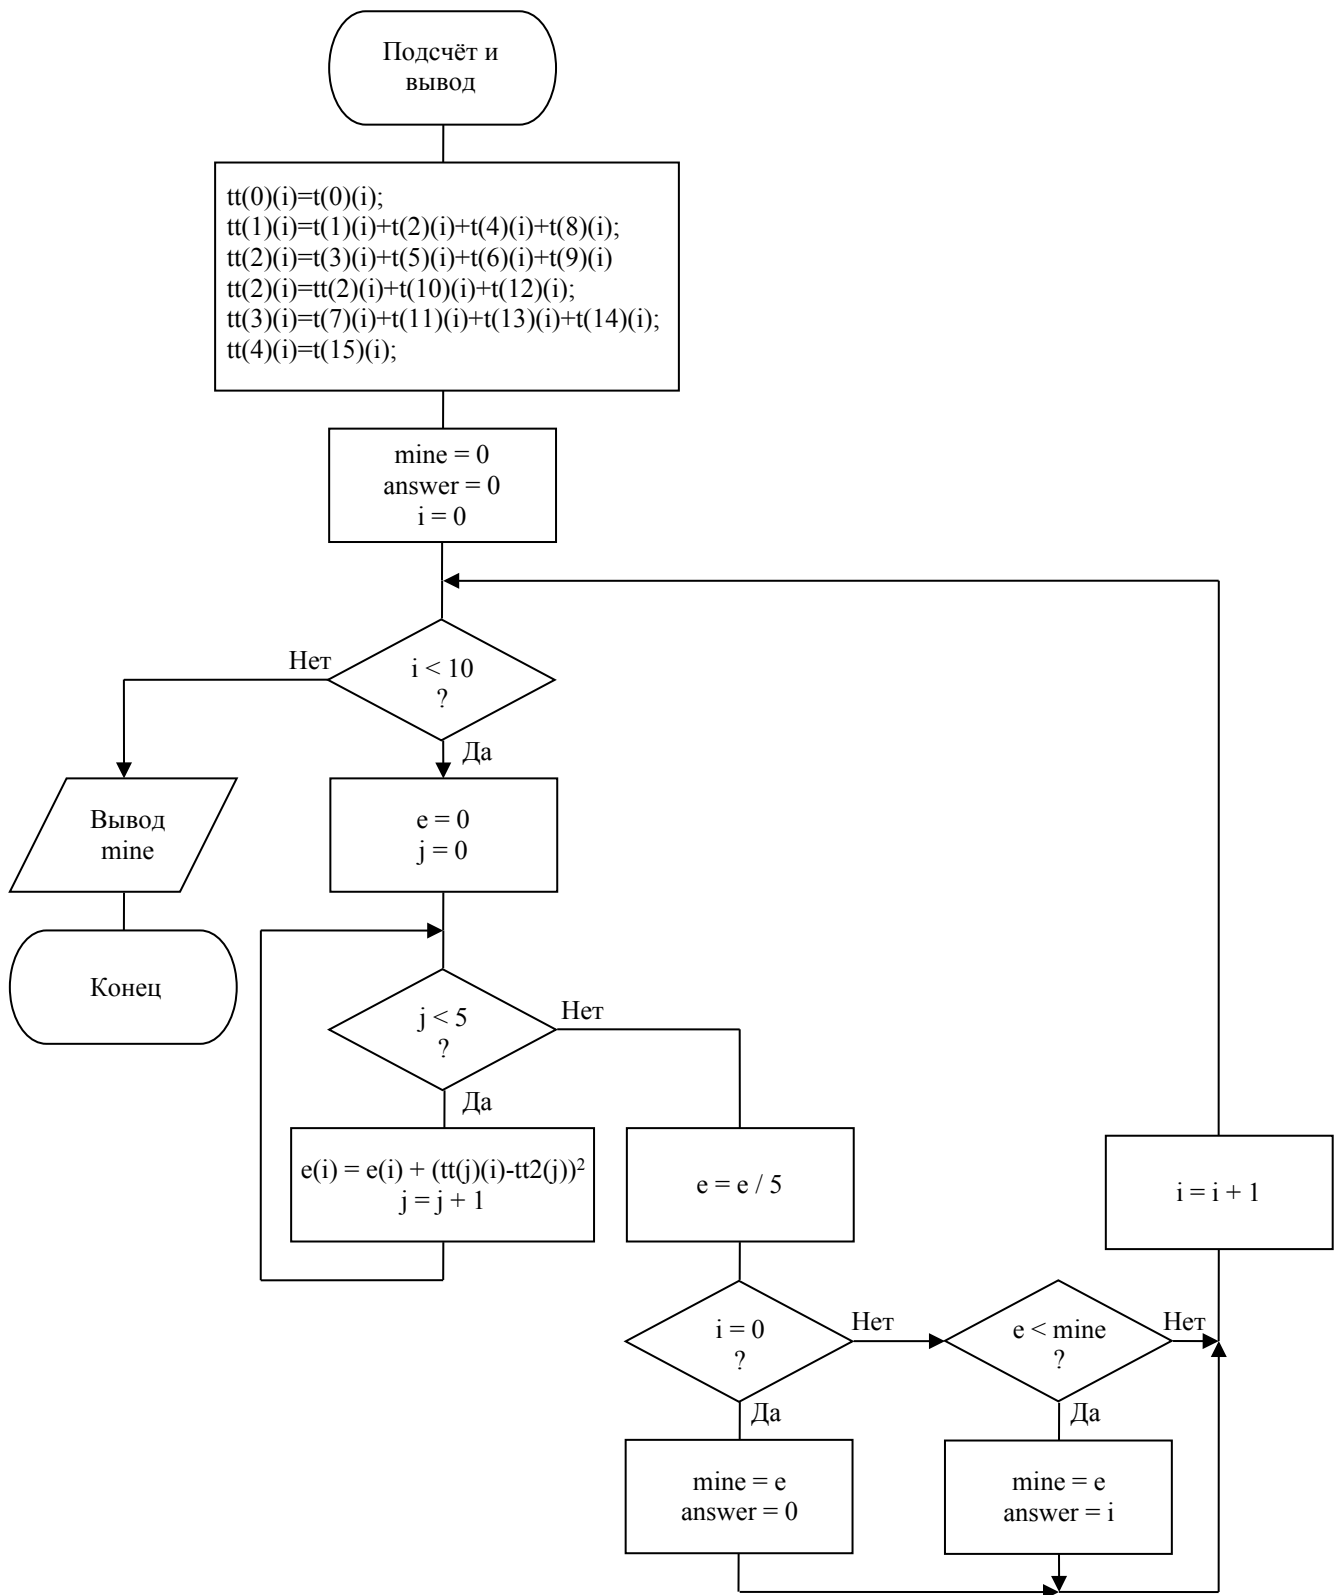 Подсчёт и
вывод
tt(0)(i)=t(0)(i);
tt(1)(i)=t(1)(i)+t(2)(i)+t(4)(i)+t(8)(i);
tt(2)(i)=t(3)(i)+t(5)(i)+t(6)(i)+t(9)(i)
tt(2)(i)=tt(2)(i)+t(10)(i)+t(12)(i);
tt(3)(i)=t(7)(i)+t(11)(i)+t(13)(i)+t(14)(i);
tt(4)(i)=t(15)(i);
mine = 0
answer = 0
i = 0
Нет
i < 10
?
Да
Вывод
mine
e = 0
j = 0
Конец
j < 5
?
Нет
Да
e(i) = e(i) + (tt(j)(i)-tt2(j))²
j = j + 1
e = e / 5
i = i + 1
i = 0
?
Нет
e < mine
?
Нет
Да
Да
mine = e
answer = 0
mine = e
answer = i